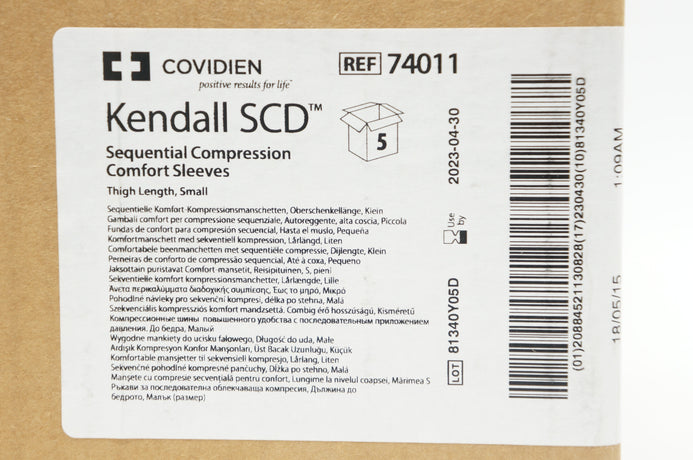 COVIDIEN
positive results for life™
REF 74011
Kendall SCD™
5
Sequential Compression
Comfort Sleeves
Thigh Length, Small
Sequentielle Komfort-Kompressionsmanschetten, Oberschenkellänge, Klein
Gambali comfort per compressione sequenziale, Autoreggente, alta coscia, Piccola
Fundas de confort para compresión secuencial, Hasta el muslo, Pequeña
Komfortmanschett med sekventiell kompression, Lårlängd, Liten
Comfortabele beenmanchetten met sequentiële compressie, Dijlengte, Klein
Perneiras de conforto de compressão sequencial, Até à coxa, Pequeno
Jaksottain puristavat Comfort-mansetit, Reisipituinen, S, pieni
Sekventielle komfort kompressionsmanchetter, Lårlængde, Lille
Άνετα περικαλύμματα διαδοχικής συμπίεσης, Έως το μηρό, Μικρό
Pohodlné návleky pro sekvenční kompresi, délka po stehna, Malá
Szekvenciális kompressziós komfort mandzsetta, Combig érő hosszúságú, Kisméretű
Компрессионные шины повышенного удобства с последовательным приложением
давления. До бедра, Малый
Wygodne mankiety do ucisku falowego, Długość do uda, Małe
Ardışık Kompresyon Konfor Manşonları, Üst Bacak Uzunluğu, Küçük
Komfortable mansjetter til sekvensiell kompresjo, Lårlang, Liten
Sekvenčné pohodlné kompresné pančuchy, Dĺžka po stehno, Malá
Manşete cu compresie secvenţială pentru confort, Lungime la nivelul coapsei, Mărimea S
Ръкави за последователна облекчаваща компресия, Дължина до
бедрото, Малък (размер)
2023-04-30
Use
by
LOT 81340Y05D
(01)20884521130828(17)230430(10)81340Y05D
1:09AM
18/05/15